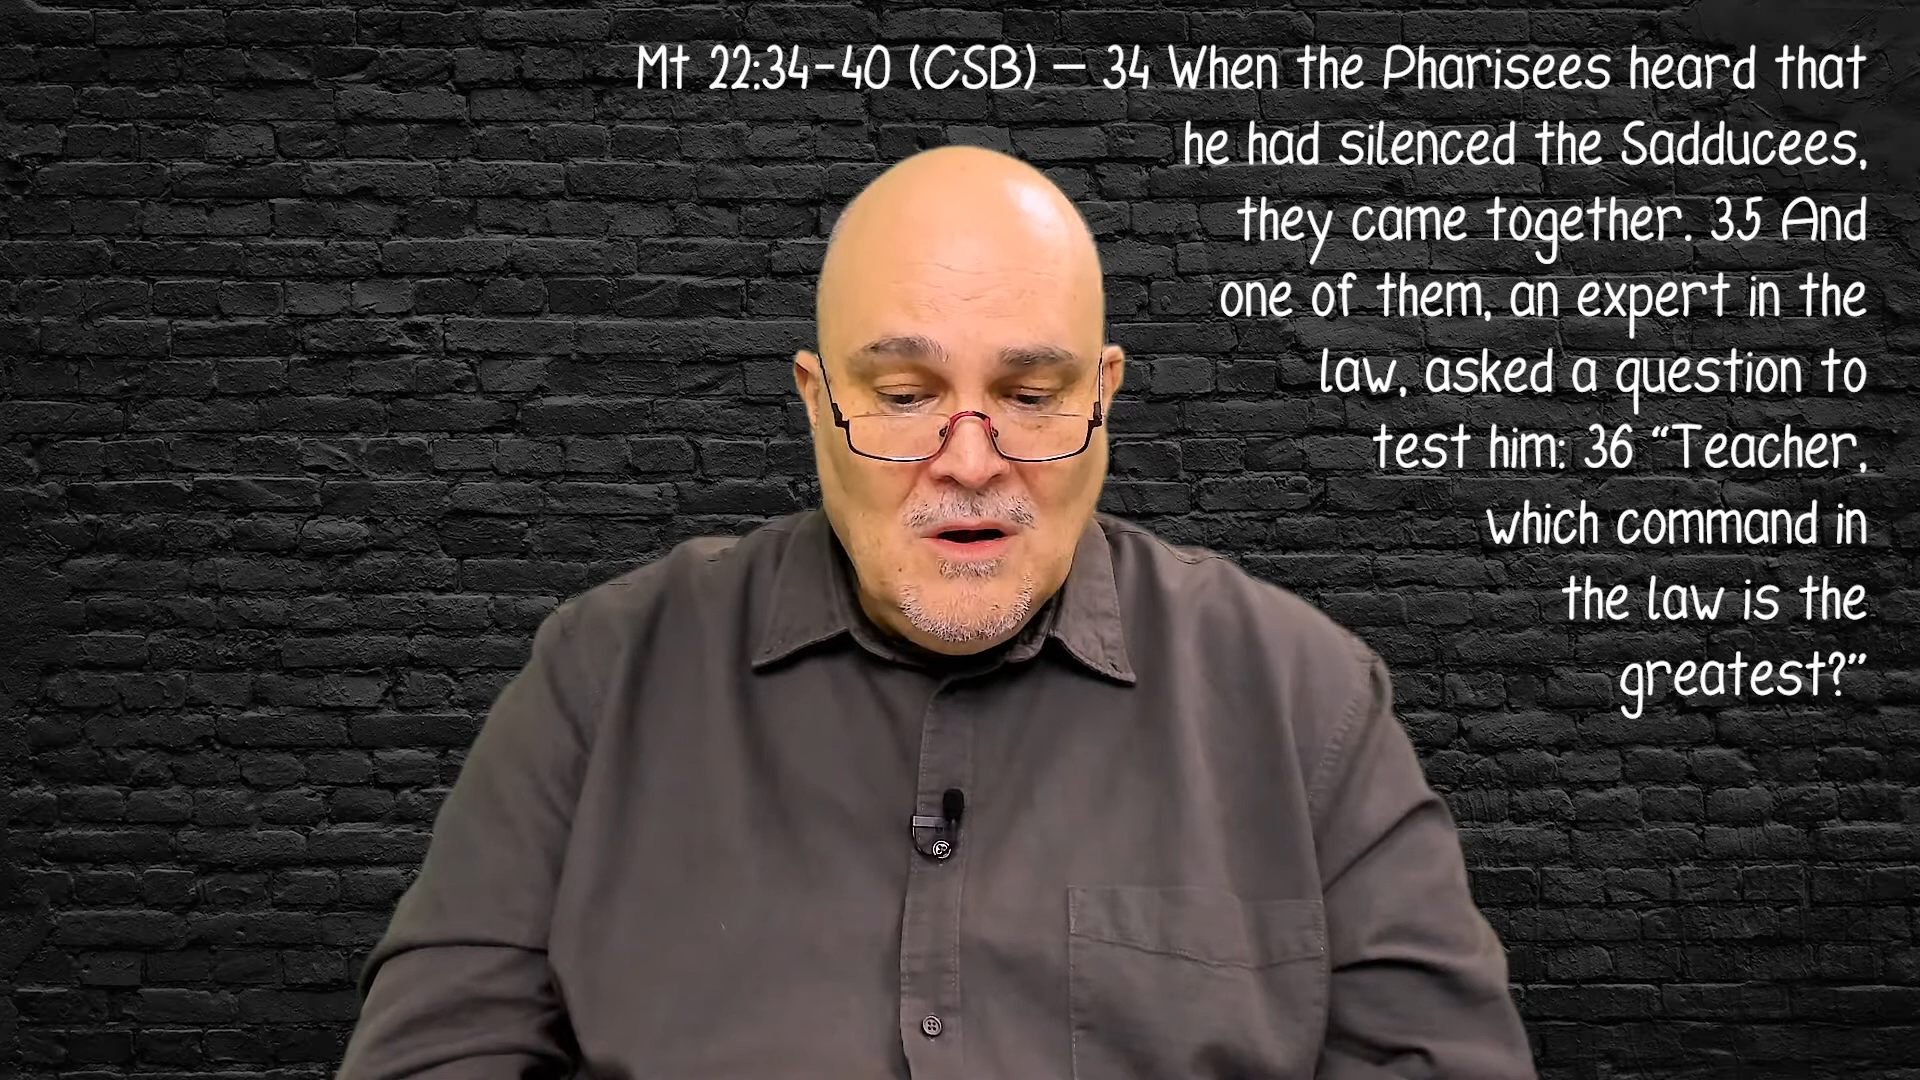 Mt 22:34-40 (CSB) – 34 When the Pharisees heard that
he had silenced the Sadducees,
they came together. 35 And
one of them, an expert in the
law, asked a question to
test him: 36 “Teacher,
which command in
the law is the
greatest?”